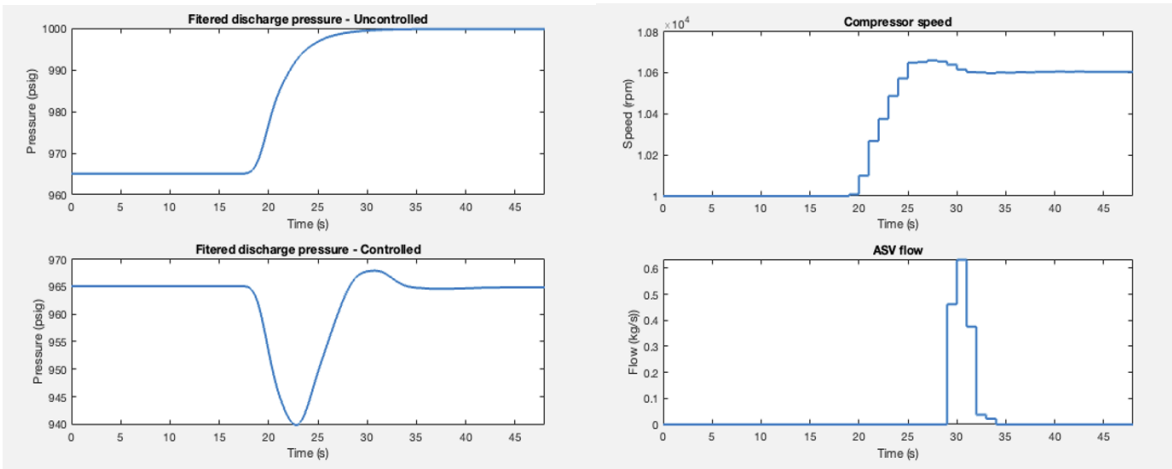 Fitered discharge pressure - Uncontrolled
1000
990
980
970
960
Pressure (psig)
0 5 10 15 20 25 30 35 40 45
Time (s)
Compressor speed
×10⁴
1.08
1.06
1.04
1.02
1
Speed (rpm)
0 5 10 15 20 25 30 35 40 45
Time (s)
Fitered discharge pressure - Controlled
970
965
960
955
950
945
940
Pressure (psig)
0 5 10 15 20 25 30 35 40 45
Time (s)
ASV flow
0.6
0.5
0.4
0.3
0.2
0.1
0
Flow (kg/s))
0 5 10 15 20 25 30 35 40 45
Time (s)